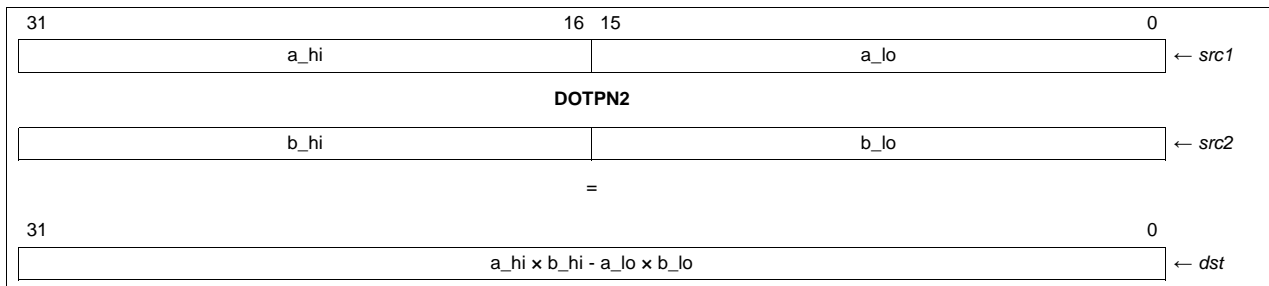 31 16 15 0
a_hi a_lo ← src1
DOTPN2
b_hi b_lo ← src2
=
31 0
a_hi × b_hi - a_lo × b_lo ← dst